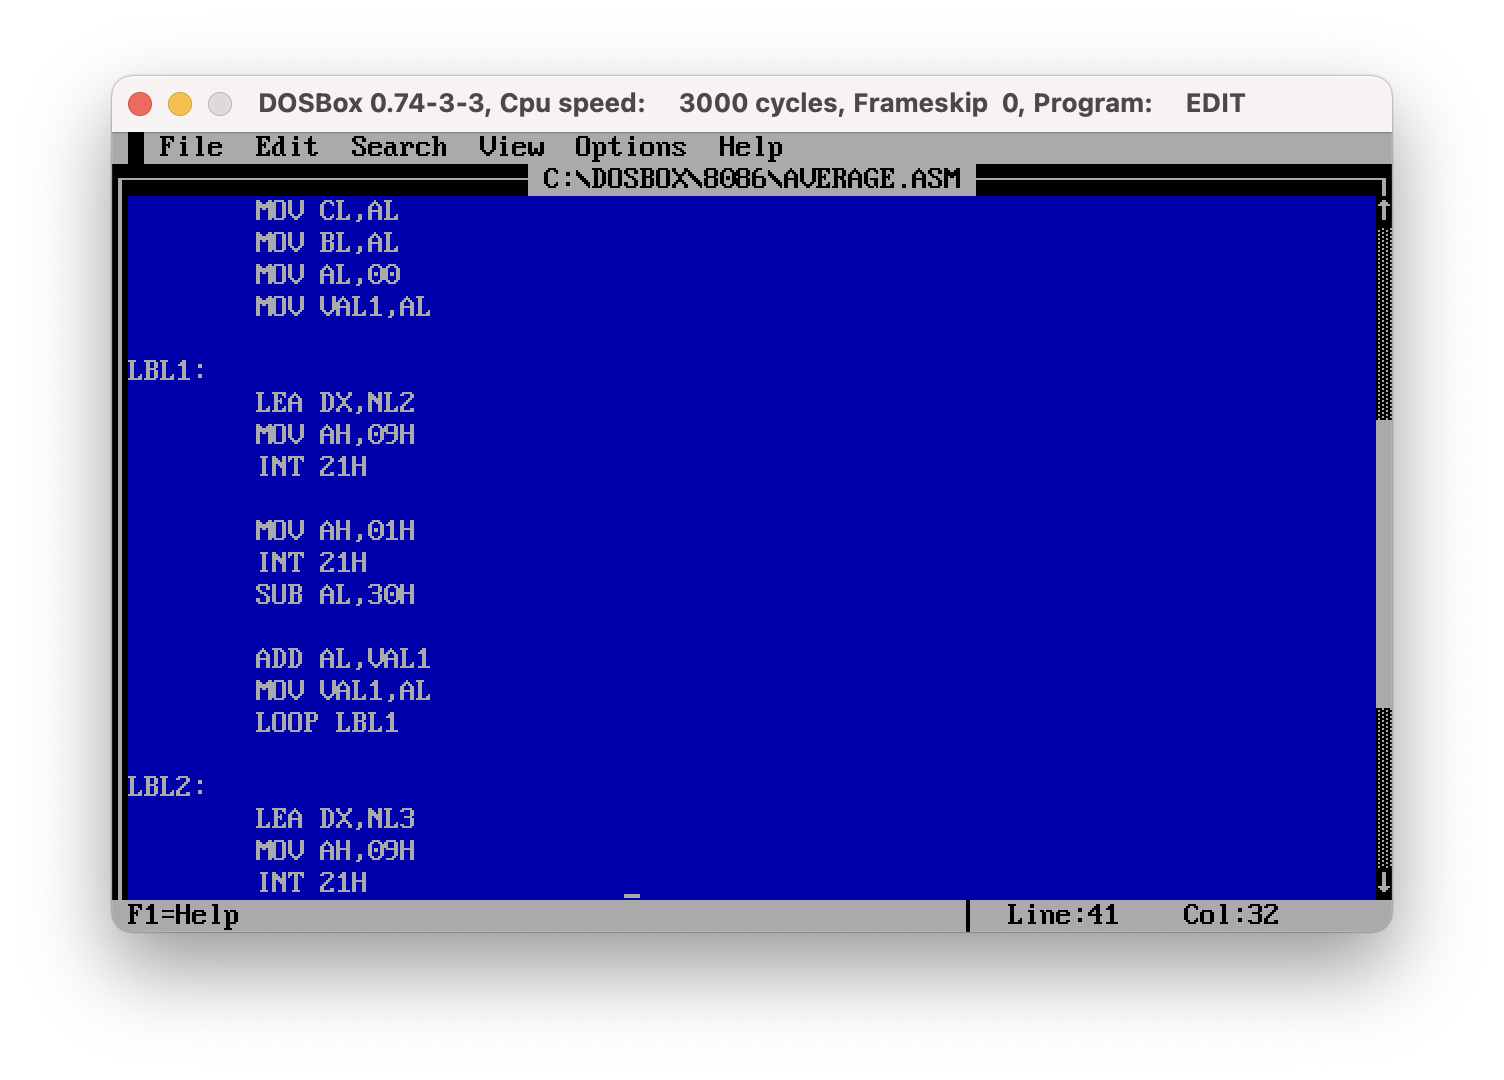 DOSBox 0.74-3-3, Cpu speed: 3000 cycles, Frameskip 0, Program: EDIT
File Edit Search View Options Help
C:\DOSBOX\8086\AVERAGE.ASM
MOV CL,AL
MOV BL,AL
MOV AL,00
MOV VAL1,AL
LBL1:
LEA DX,NL2
MOV AH,09H
INT 21H
MOV AH,01H
INT 21H
SUB AL,30H
ADD AL,VAL1
MOV VAL1,AL
LOOP LBL1
LBL2:
LEA DX,NL3
MOV AH,09H
INT 21H
F1=Help Line:41 Col:32